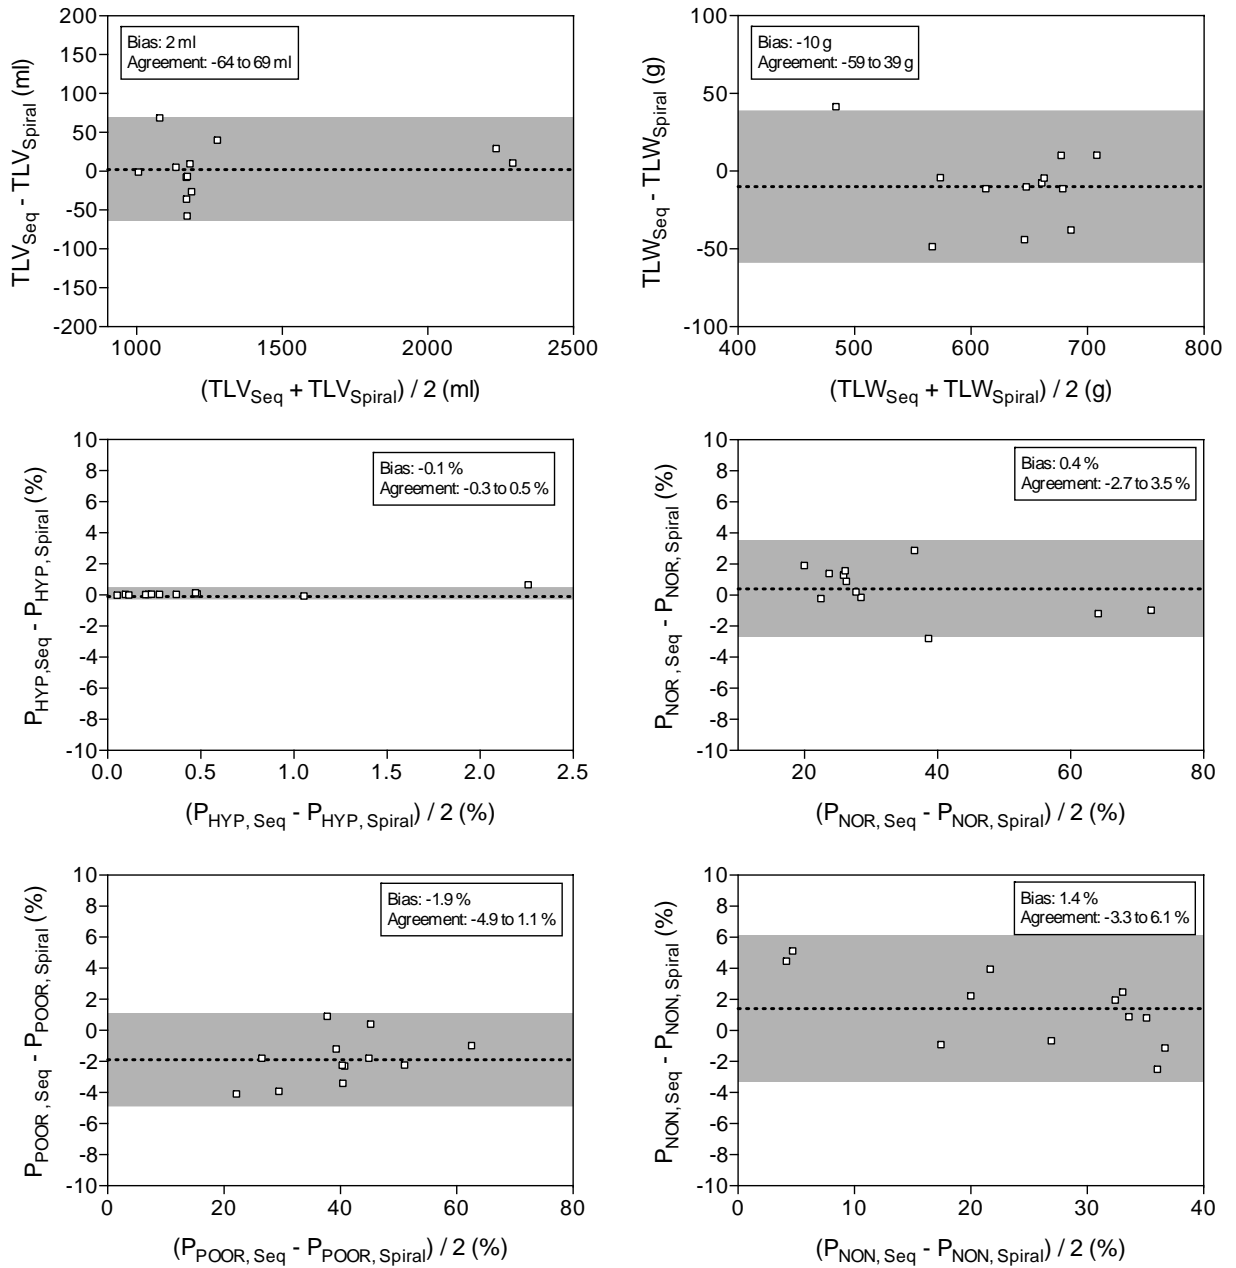 200
150
100
50
0
-50
-100
-150
-200
TLV_Seq - TLV_Spiral (ml)
Bias: 2 ml
Agreement: -64 to 69 ml
1000 1500 2000 2500
(TLV_Seq + TLV_Spiral) / 2 (ml)
100
50
0
-50
-100
TLW_Seq - TLW_Spiral (g)
Bias: -10 g
Agreement: -59 to 39 g
400 500 600 700 800
(TLW_Seq + TLW_Spiral) / 2 (g)
10
8
6
4
2
0
-2
-4
-6
-8
-10
P_HYP,Seq - P_HYP, Spiral (%)
Bias: -0.1 %
Agreement: -0.3 to 0.5 %
0.0 0.5 1.0 1.5 2.0 2.5
(P_HYP, Seq - P_HYP, Spiral) / 2 (%)
10
8
6
4
2
0
-2
-4
-6
-8
-10
P_NOR, Seq - P_NOR, Spiral (%)
Bias: 0.4 %
Agreement: -2.7 to 3.5 %
20 40 60 80
(P_NOR, Seq - P_NOR, Spiral) / 2 (%)
10
8
6
4
2
0
-2
-4
-6
-8
-10
P_POOR, Seq - P_POOR, Spiral (%)
Bias: -1.9 %
Agreement: -4.9 to 1.1 %
0 20 40 60 80
(P_POOR, Seq - P_POOR, Spiral) / 2 (%)
10
8
6
4
2
0
-2
-4
-6
-8
-10
P_NON, Seq - P_NON, Spiral (%)
Bias: 1.4 %
Agreement: -3.3 to 6.1 %
0 10 20 30 40
(P_NON, Seq - P_NON, Spiral) / 2 (%)